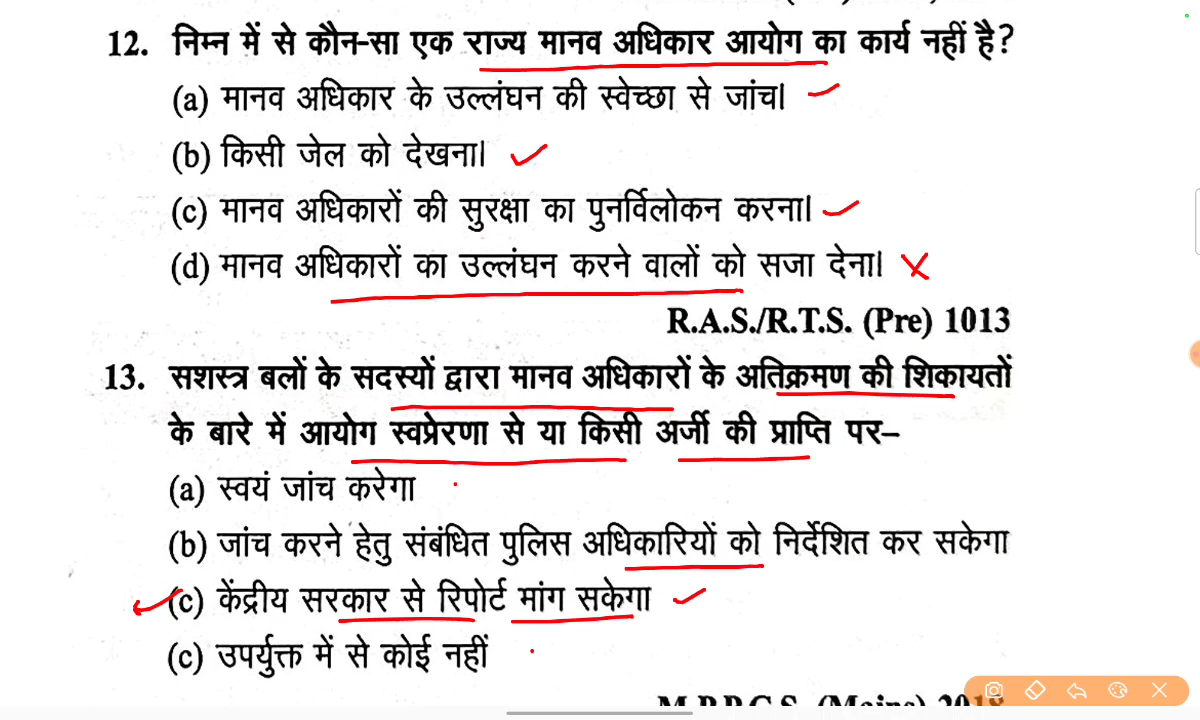 12. निम्न में से कौन-सा एक राज्य मानव अधिकार आयोग का कार्य नहीं है?
(a) मानव अधिकार के उल्लंघन की स्वेच्छा से जांच।
(b) किसी जेल को देखना।
(c) मानव अधिकारों की सुरक्षा का पुनर्विलोकन करना।
(d) मानव अधिकारों का उल्लंघन करने वालों को सजा देना।
R.A.S./R.T.S. (Pre) 1013
13. सशस्त्र बलों के सदस्यों द्वारा मानव अधिकारों के अतिक्रमण की शिकायतों
के बारे में आयोग स्वप्रेरणा से या किसी अर्जी की प्राप्ति पर–
(a) स्वयं जांच करेगा
(b) जांच करने हेतु संबंधित पुलिस अधिकारियों को निर्देशित कर सकेगा
(c) केंद्रीय सरकार से रिपोर्ट मांग सकेगा
(c) उपर्युक्त में से कोई नहीं